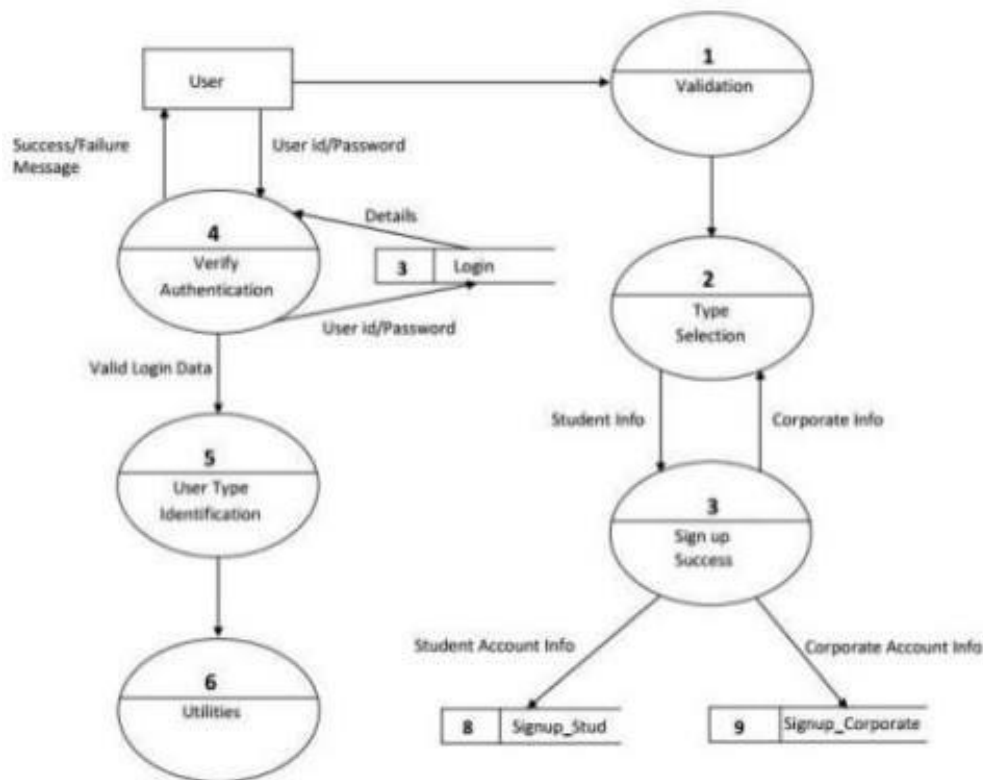 User
1
Validation
Success/Failure
Message
User id/Password
Details
4
Verify
Authentication
3
Login
User id/Password
2
Type
Selection
Valid Login Data
Student Info
Corporate Info
5
User Type
Identification
3
Sign up
Success
Student Account Info
Corporate Account Info
6
Utilities
8
Signup_Stud
9
Signup_Corporate